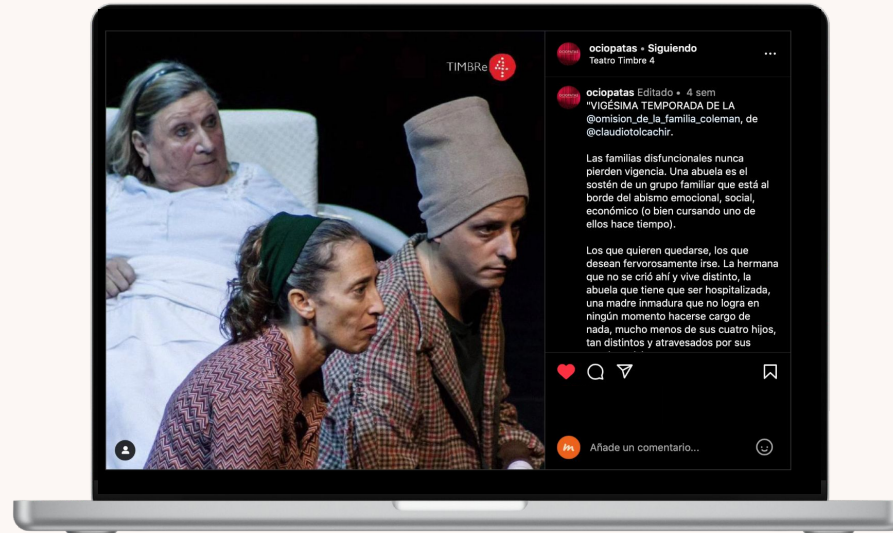 TIMBRe 4
ociopatas • Siguiendo
Teatro Timbre 4
ociopatas Editado • 4 sem
"VIGÉSIMA TEMPORADA DE LA
@omision_de_la_familia_coleman, de
@claudiotolcachir.
Las familias disfuncionales nunca
pierden vigencia. Una abuela es el
sostén de un grupo familiar que está al
borde del abismo emocional, social,
económico (o bien cursando uno de
ellos hace tiempo).
Los que quieren quedarse, los que
desean fervorosamente irse. La hermana
que no se crió ahí y vive distinto, la
abuela que tiene que ser hospitalizada,
una madre inmadura que no logra en
ningún momento hacerse cargo de
nada, mucho menos de sus cuatro hijos,
tan distintos y atravesados por sus
Añade un comentario...